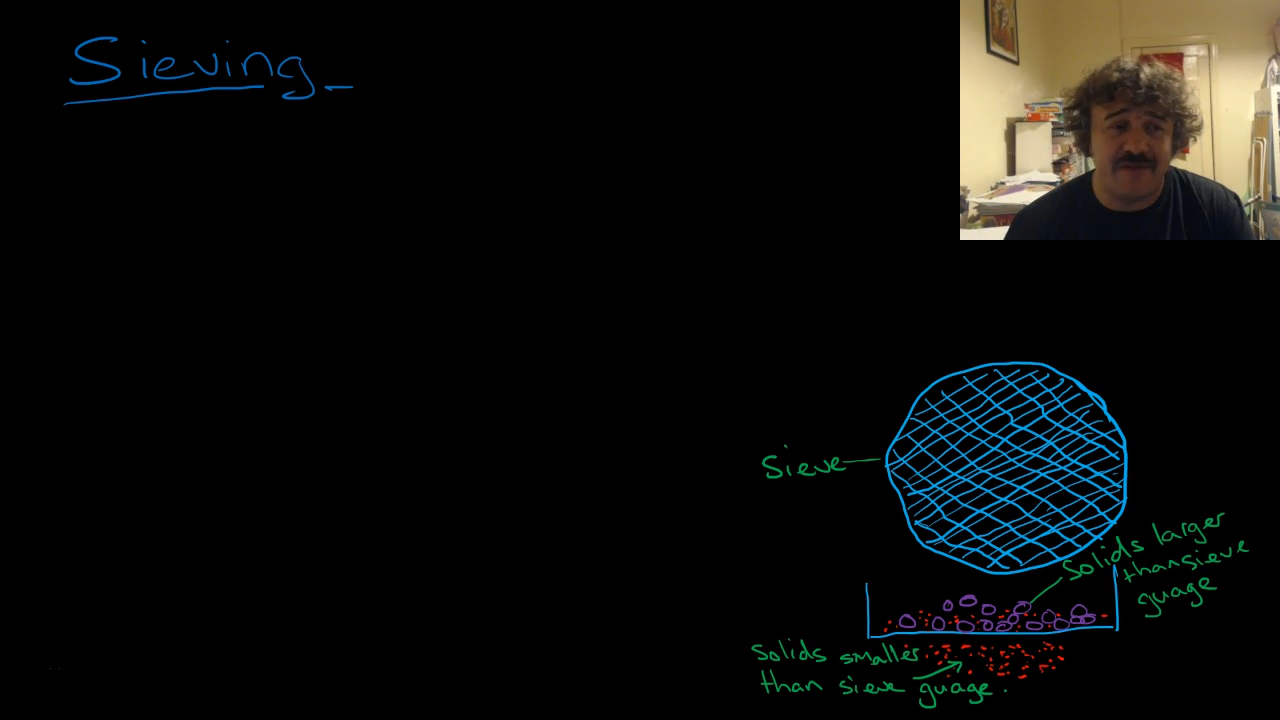 Sieving -
Sieve
Solids larger
than sieve
guage
Solids smaller
than sieve guage.